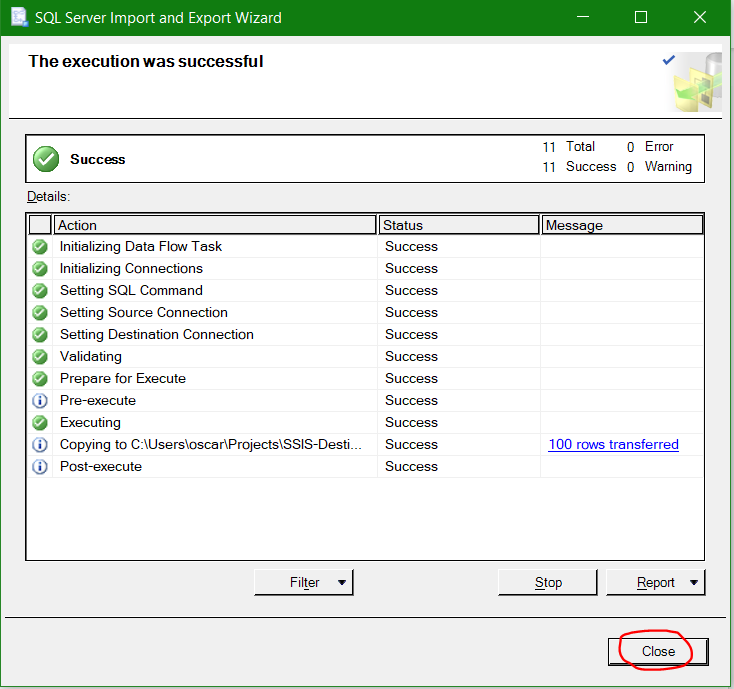 SQL Server Import and Export Wizard
The execution was successful
Success
11 Total 0 Error
11 Success 0 Warning
Details:
Action Status Message
Initializing Data Flow Task Success
Initializing Connections Success
Setting SQL Command Success
Setting Source Connection Success
Setting Destination Connection Success
Validating Success
Prepare for Execute Success
Pre-execute Success
Executing Success
Copying to C:\Users\oscar\Projects\SSIS-Desti... Success 100 rows transferred
Post-execute Success
Filter Stop Report
Close